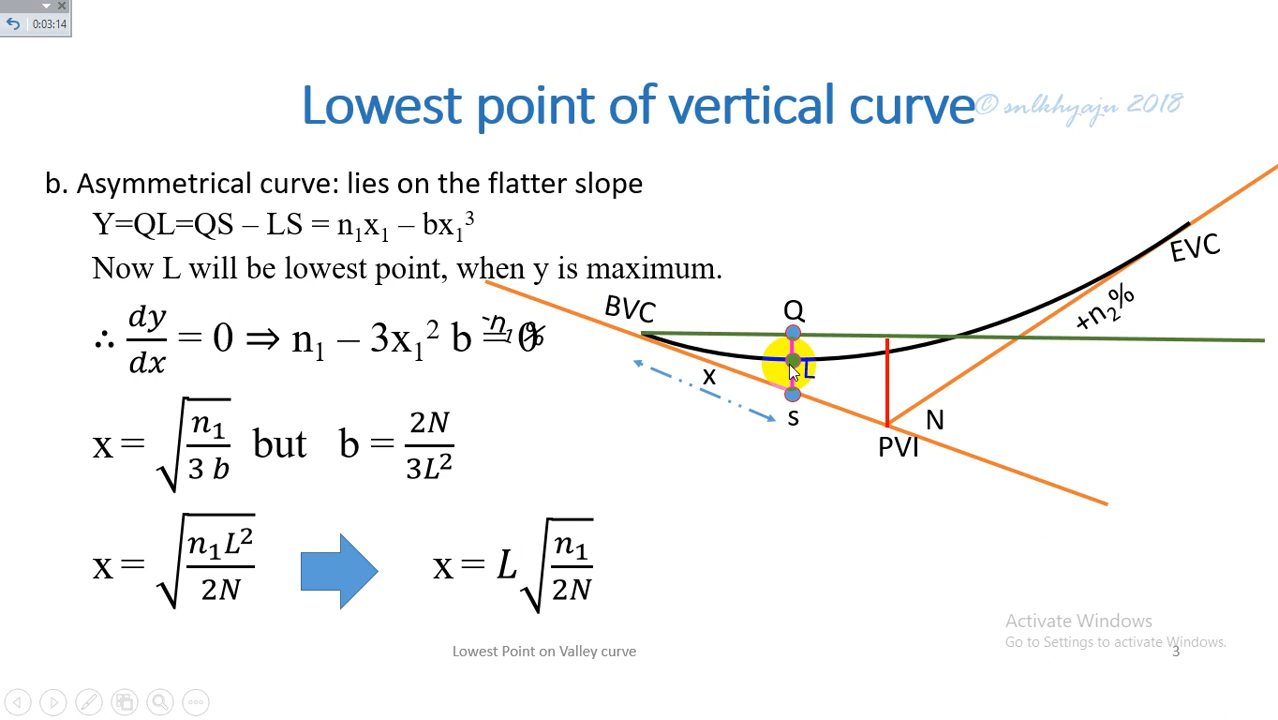 0:03:14
Lowest point of vertical curve
© snlkhyaju 2018
b. Asymmetrical curve: lies on the flatter slope
Y=QL=QS – LS = n₁x₁ – bx₁³
Now L will be lowest point, when y is maximum.
∴ dy/dx = 0 ⇒ n₁ – 3x₁² b = 0
-n₁%
x = √(n₁/3 b) but b = 2N/3L²
x = √(n₁L²/2N)
x = L √(n₁/2N)
BVC
Q
EVC
+n₂%
x
L
S
N
PVI
Activate Windows
Go to Settings to activate Windows.
Lowest Point on Valley curve
3